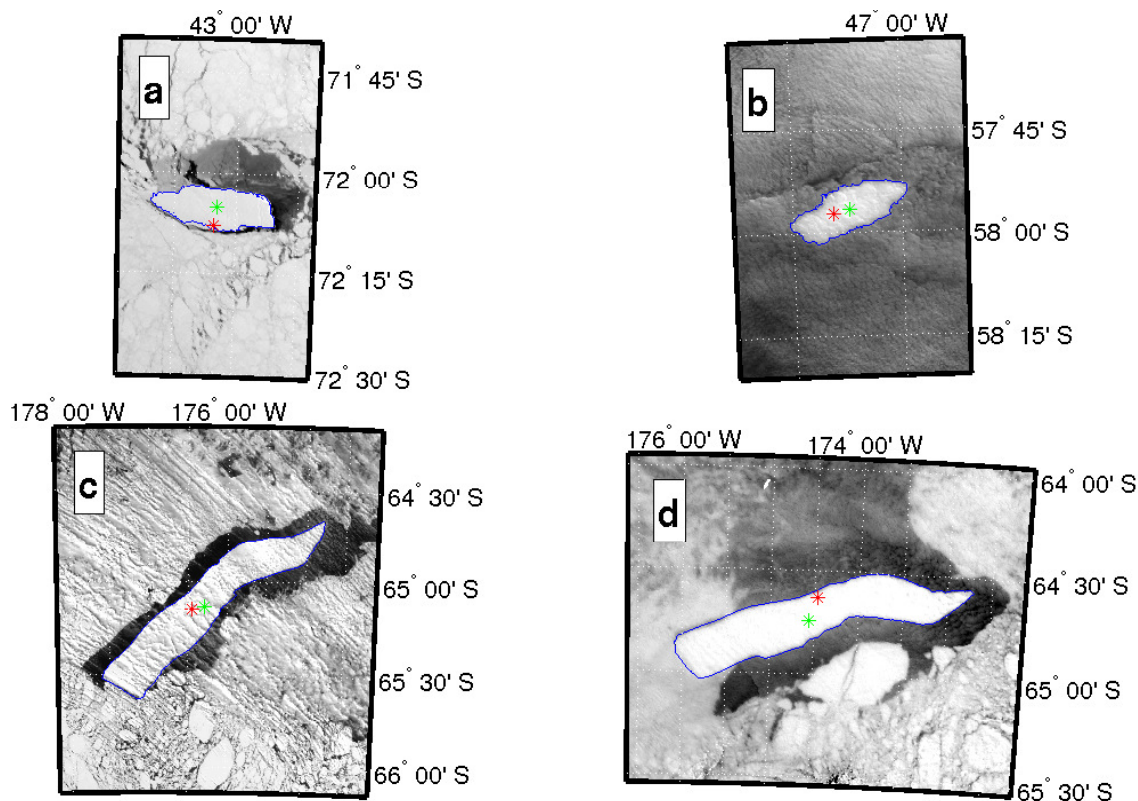 43° 00' W
a
71° 45' S
72° 00' S
72° 15' S
72° 30' S
47° 00' W
b
57° 45' S
58° 00' S
58° 15' S
178° 00' W
176° 00' W
c
64° 30' S
65° 00' S
65° 30' S
66° 00' S
176° 00' W
174° 00' W
d
64° 00' S
64° 30' S
65° 00' S
65° 30' S